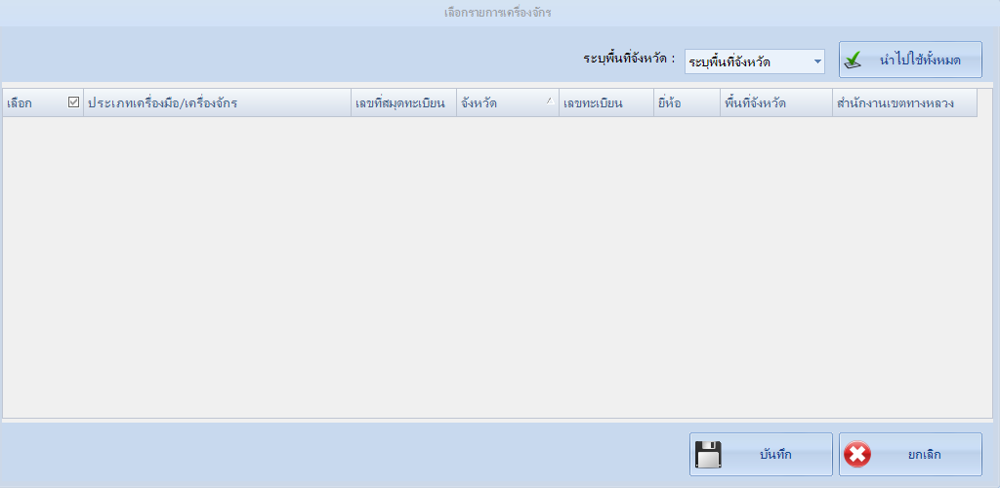 เลือกรายการเครื่องจักร
ระบุพื้นที่จังหวัด : ระบุพื้นที่จังหวัด นำไปใช้ทั้งหมด
เลือก ประเภทเครื่องมือ/เครื่องจักร เลขที่สมุดทะเบียน จังหวัด เลขทะเบียน ยี่ห้อ พื้นที่จังหวัด สำนักงานเขตทางหลวง
บันทึก ยกเลิก